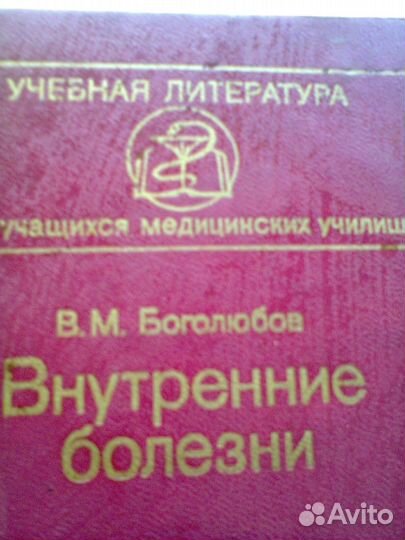 УЧЕБНАЯ ЛИТЕРАТУРА
учащихся медицинских училищ
В.М. Боголюбов
Внутренние
болезни
Avito